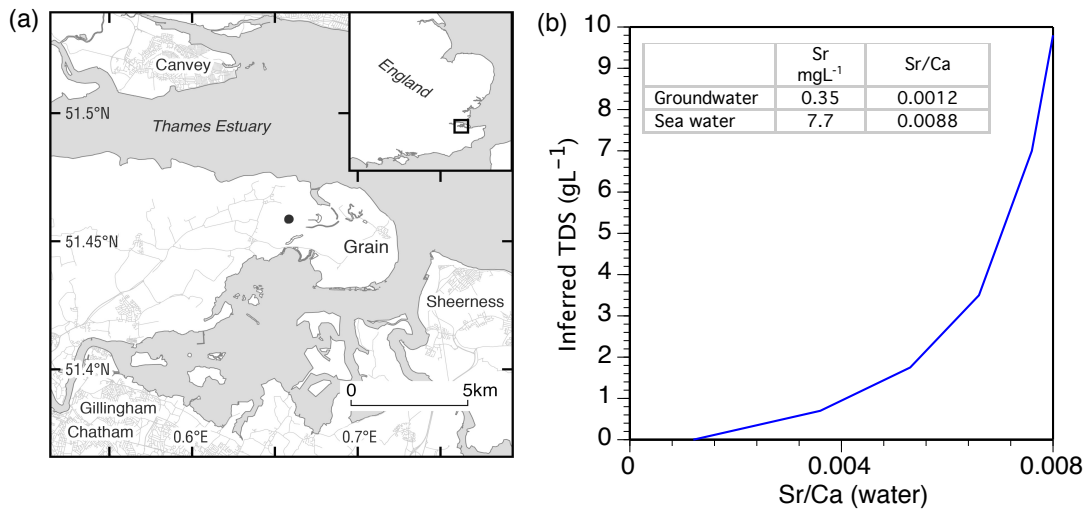 (a)
Canvey
England
51.5°N
Thames Estuary
51.45°N
Grain
Sheerness
51.4°N
0
5km
Gillingham
Chatham
0.6°E
0.7°E
(b)
10
9
8
7
6
5
4
3
2
1
0
Inferred TDS (gL⁻¹)
Sr mgL⁻¹
Sr/Ca
Groundwater 0.35 0.0012
Sea water 7.7 0.0088
0 0.004 0.008
Sr/Ca (water)